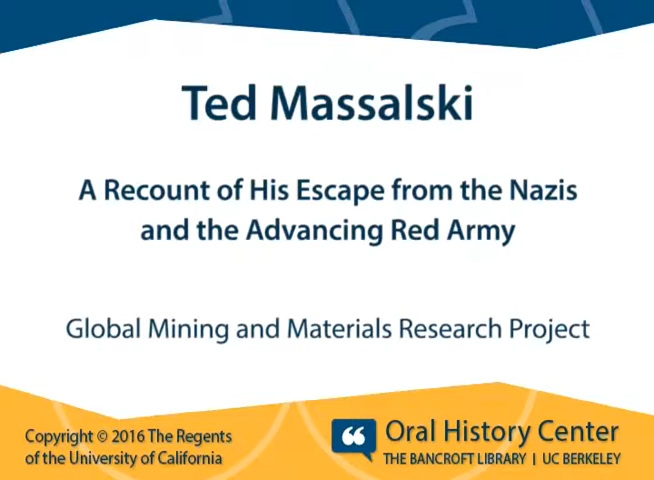 Ted Massalski
A Recount of His Escape from the Nazis
and the Advancing Red Army
Global Mining and Materials Research Project
Copyright © 2016 The Regents
of the University of California
Oral History Center
THE BANCROFT LIBRARY | UC BERKELEY